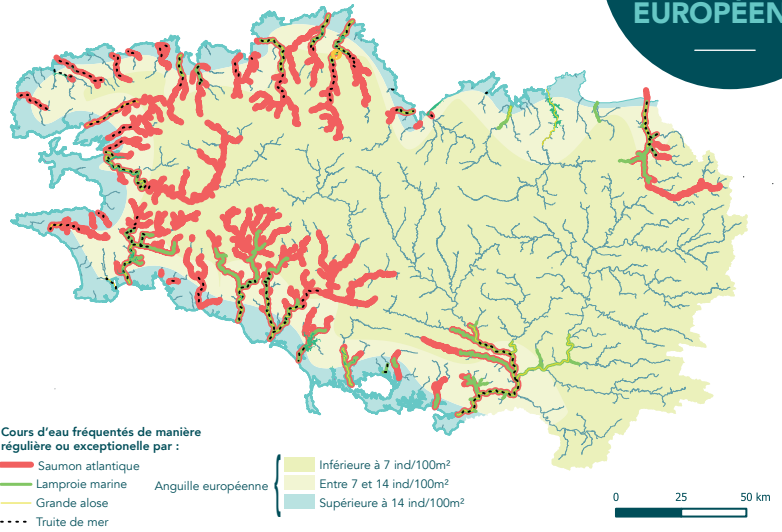 EUROPÉEN
Cours d'eau fréquentés de manière
régulière ou exceptionelle par :
Saumon atlantique
Lamproie marine
Grande alose
Truite de mer
Anguille européenne
Inférieure à 7 ind/100m²
Entre 7 et 14 ind/100m²
Supérieure à 14 ind/100m²
0 25 50 km